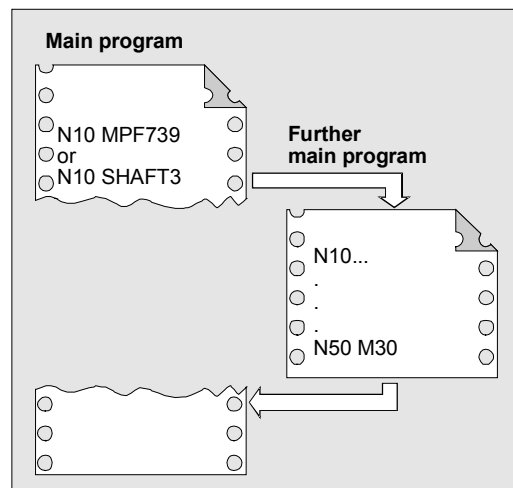 Main program
N10 MPF739
or
N10 SHAFT3
Further
main program
N10...
.
.
.
N50 M30